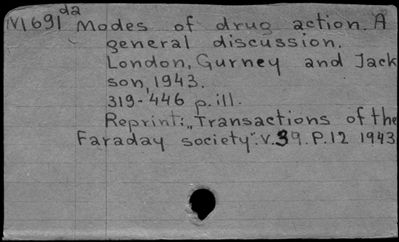 da
M691 Modes of drug action. A
general discussion.
London, Gurney and Jack
son, 1943.
319-446 p. ill.
Reprint: „Transactions of the
Faraday society". V.39. P.12 1943